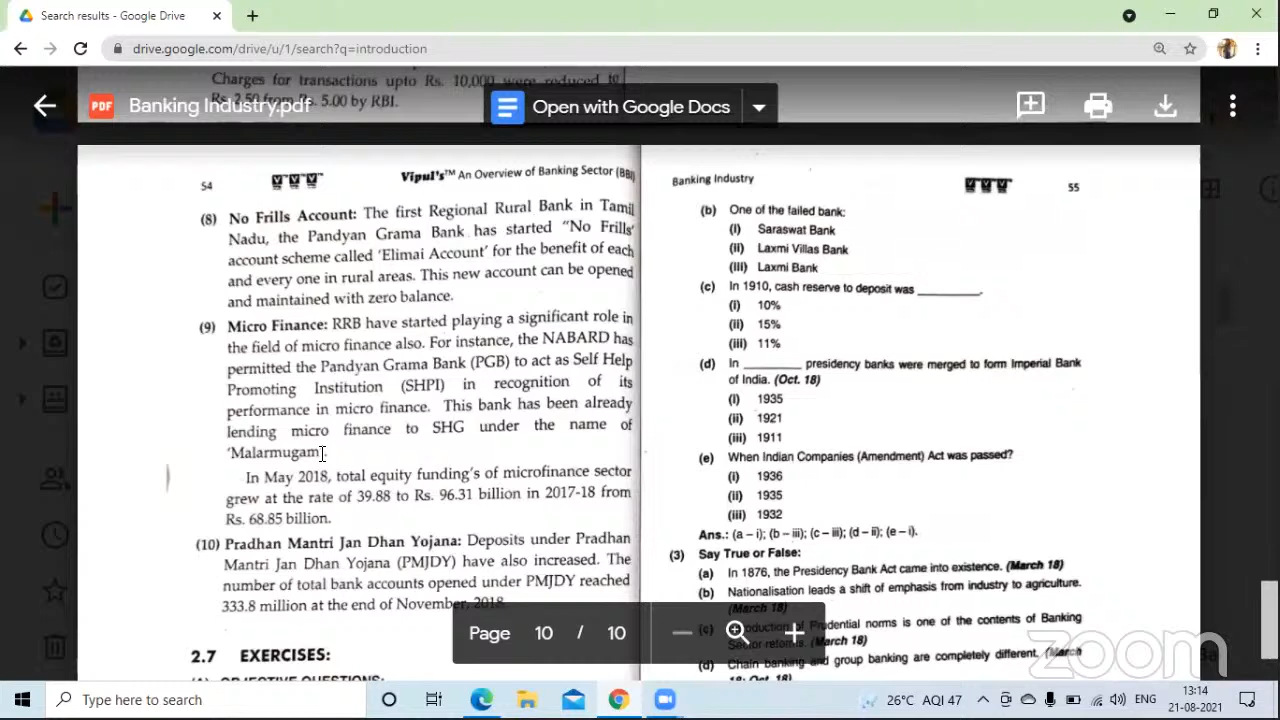 Search results - Google Drive
drive.google.com/drive/u/1/search?q=introduction
Charges for transactions upto Rs. 10,000 were reduced to
Rs. 2.50 from Rs. 5.00 by RBI.
PDF Banking Industry.pdf
Open with Google Docs
54
Vipul's™ An Overview of Banking Sector (BBI)
(8) No Frills Account: The first Regional Rural Bank in Tamil
Nadu, the Pandyan Grama Bank has started "No Frills'
account scheme called 'Elimai Account' for the benefit of each
and every one in rural areas. This new account can be opened
and maintained with zero balance.
(9) Micro Finance: RRB have started playing a significant role in
the field of micro finance also. For instance, the NABARD has
permitted the Pandyan Grama Bank (PGB) to act as Self Help
Promoting Institution (SHPI) in recognition of its
performance in micro finance. This bank has been already
lending micro finance to SHG under the name of
'Malarmugam'.
In May 2018, total equity funding's of microfinance sector
grew at the rate of 39.88 to Rs. 96.31 billion in 2017-18 from
Rs. 68.85 billion.
(10) Pradhan Mantri Jan Dhan Yojana: Deposits under Pradhan
Mantri Jan Dhan Yojana (PMJDY) have also increased. The
number of total bank accounts opened under PMJDY reached
333.8 million at the end of November, 2018.
2.7 EXERCISES:
(A) OBJECTIVE QUESTIONS:
Banking Industry
55
(b) One of the failed bank:
(i) Saraswat Bank
(ii) Laxmi Villas Bank
(iii) Laxmi Bank
(c) In 1910, cash reserve to deposit was ________.
(i) 10%
(ii) 15%
(iii) 11%
(d) In ________ presidency banks were merged to form Imperial Bank
of India. (Oct. 18)
(i) 1935
(ii) 1921
(iii) 1911
(e) When Indian Companies (Amendment) Act was passed?
(i) 1936
(ii) 1935
(iii) 1932
Ans.: (a – i); (b – iii); (c – iii); (d – ii); (e – i).
(3) Say True or False:
(a) In 1876, the Presidency Bank Act came into existence. (March 18)
(b) Nationalisation leads a shift of emphasis from industry to agriculture.
(March 18)
(c) Introduction of Prudential norms is one of the contents of Banking
Sector reforms. (March 18)
(d) Chain banking and group banking are completely different. (March
18; Oct. 18)
Page 10 / 10
zoom
Type here to search
26°C AQI 47
ENG
13:14
21-08-2021